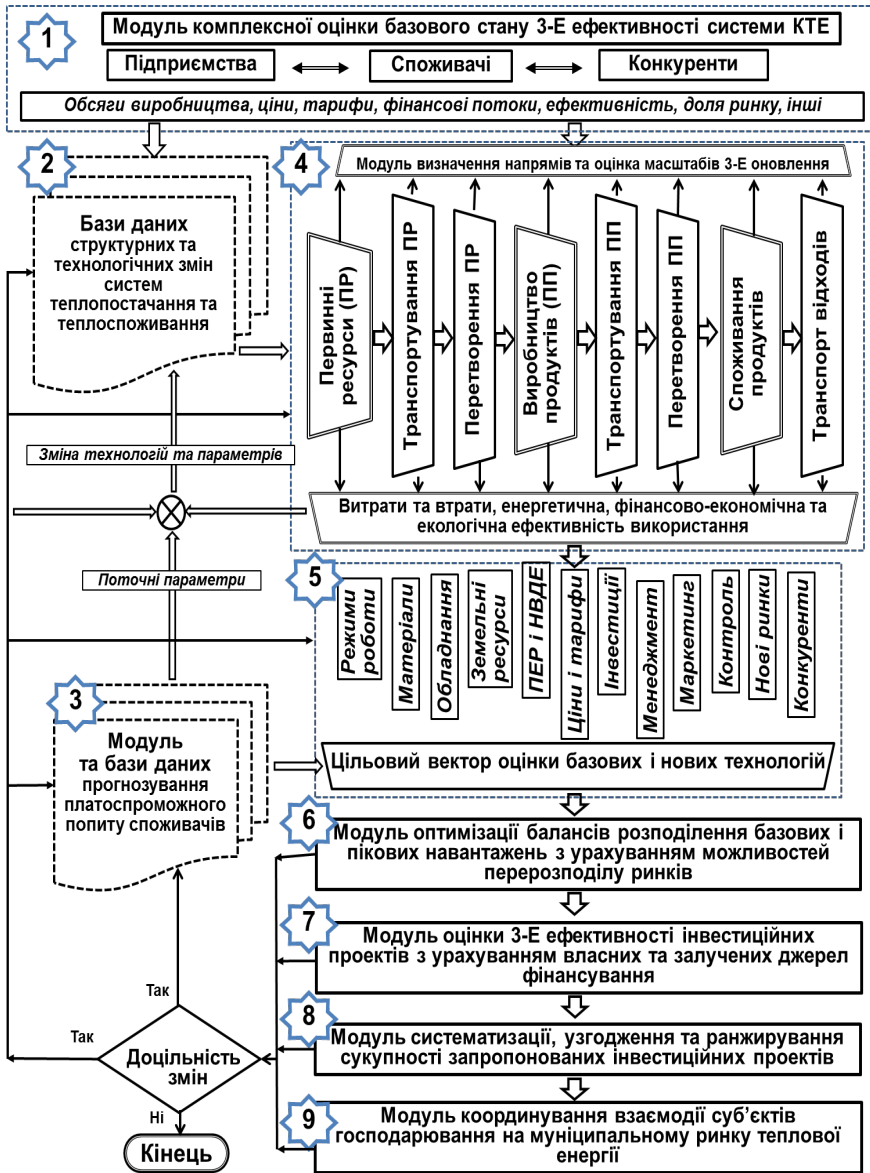 1
Модуль комплексної оцінки базового стану 3-Е ефективності системи КТЕ
Підприємства
Споживачі
Конкуренти
Обсяги виробництва, ціни, тарифи, фінансові потоки, ефективність, доля ринку, інші
2
Бази даних
структурних та
технологічних змін
систем
теплопостачання та
теплоспоживання
4
Модуль визначення напрямів та оцінка масштабів 3-Е оновлення
Первинні
ресурси (ПР)
Транспортування ПР
Перетворення ПР
Виробництво
продуктів (ПП)
Транспортування ПП
Перетворення ПП
Споживання
продуктів
Транспорт відходів
Витрати та втрати, енергетична, фінансово-економічна та
екологічна ефективність використання
Зміна технологій та параметрів
Поточні параметри
5
Режими
роботи
Матеріали
Обладнання
Земельні
ресурси
ПЕР і НВДЕ
Ціни і тарифи
Інвестиції
Менеджмент
Маркетинг
Контроль
Нові ринки
Конкуренти
Цільовий вектор оцінки базових і нових технологій
3
Модуль
та бази даних
прогнозування
платоспроможного
попиту споживачів
6
Модуль оптимізації балансів розподілення базових і
пікових навантажень з урахуванням можливостей
перерозподілу ринків
7
Модуль оцінки 3-Е ефективності інвестиційних
проектів з урахуванням власних та залучених джерел
фінансування
8
Модуль систематизації, узгодження та ранжирування
сукупності запропонованих інвестиційних проектів
9
Модуль координування взаємодії суб’єктів
господарювання на муніципальному ринку теплової
енергії
Так
Так
Доцільність
змін
Ні
Кінець